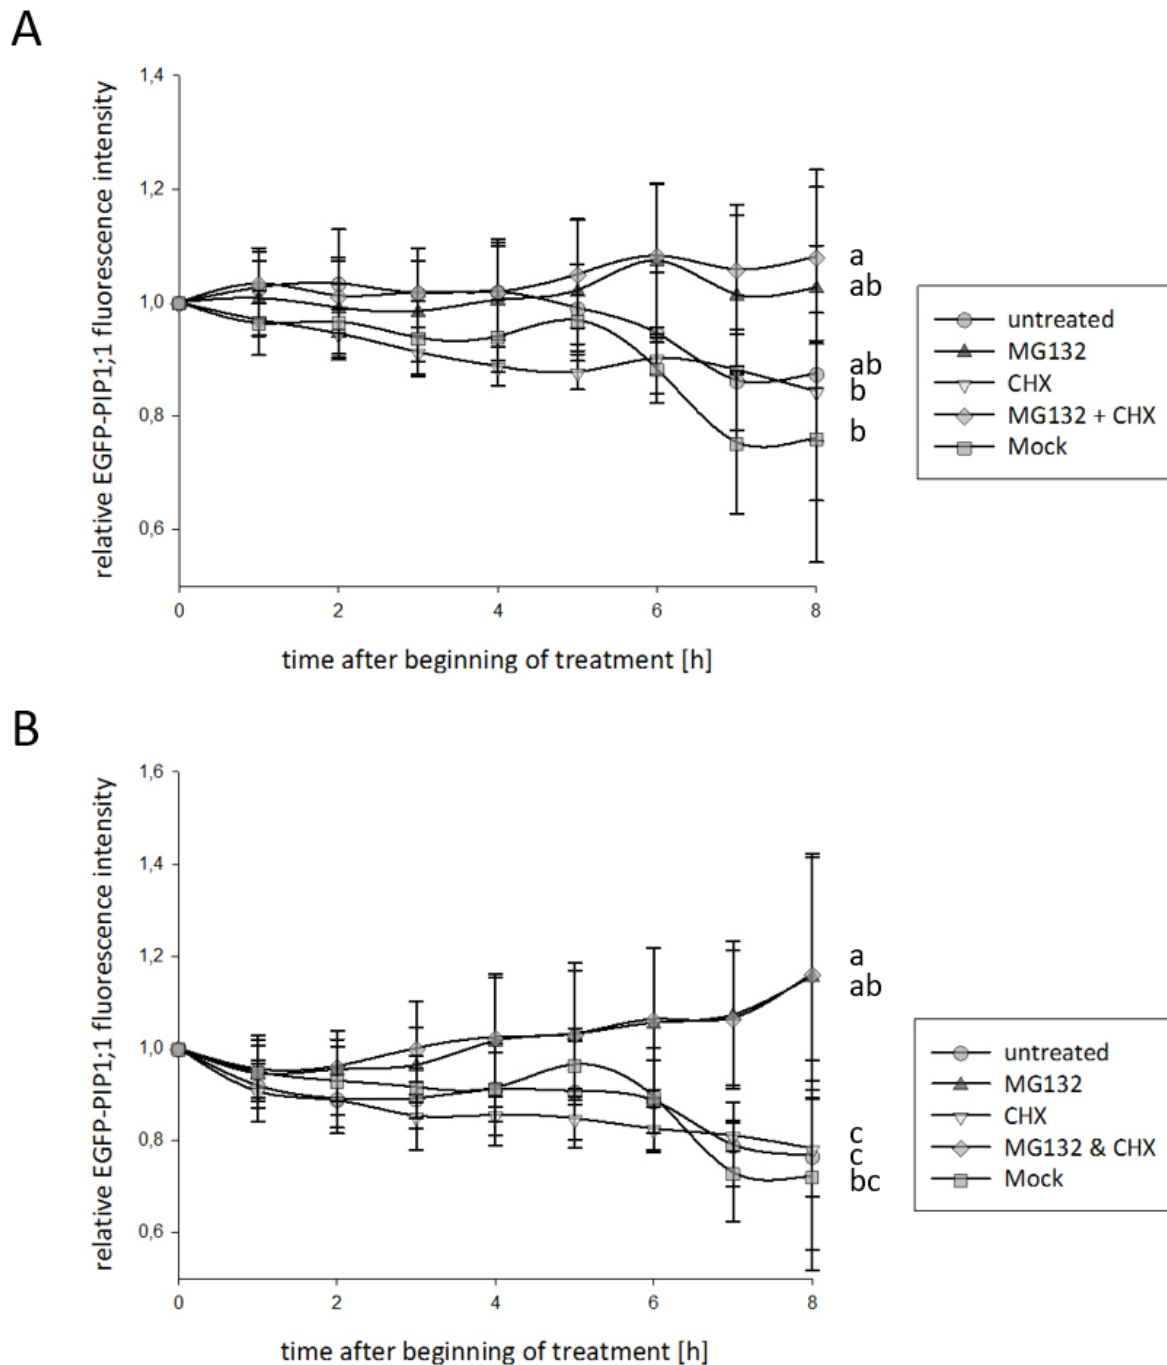 A
relative EGFP-PIP1;1 fluorescence intensity
1,4
1,2
1,0
0,8
0,6
0
2
4
6
8
time after beginning of treatment [h]
a
ab
ab
b
b
untreated
MG132
CHX
MG132 + CHX
Mock
B
relative EGFP-PIP1;1 fluorescence intensity
1,6
1,4
1,2
1,0
0,8
0,6
0
2
4
6
8
time after beginning of treatment [h]
a
ab
c
c
bc
untreated
MG132
CHX
MG132 & CHX
Mock